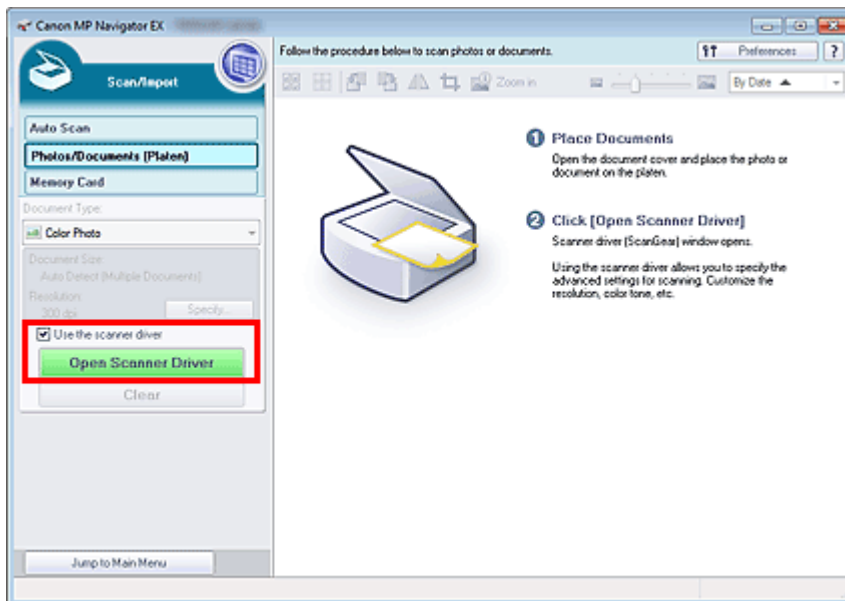 Canon MP Navigator EX
Scan/Import
Auto Scan
Photos/Documents (Platen)
Memory Card
Document Type:
Color Photo
Document Size:
Auto Detect (Multiple Documents)
Resolution:
300 dpi
Specify...
Use the scanner driver
Open Scanner Driver
Clear
Jump to Main Menu
Follow the procedure below to scan photos or documents.
Preferences
?
Zoom in
By Date
1 Place Documents
Open the document cover and place the photo or
document on the platen.
2 Click [Open Scanner Driver]
Scanner driver (ScanGear) window opens.
Using the scanner driver allows you to specify the
advanced settings for scanning. Customize the
resolution, color tone, etc.